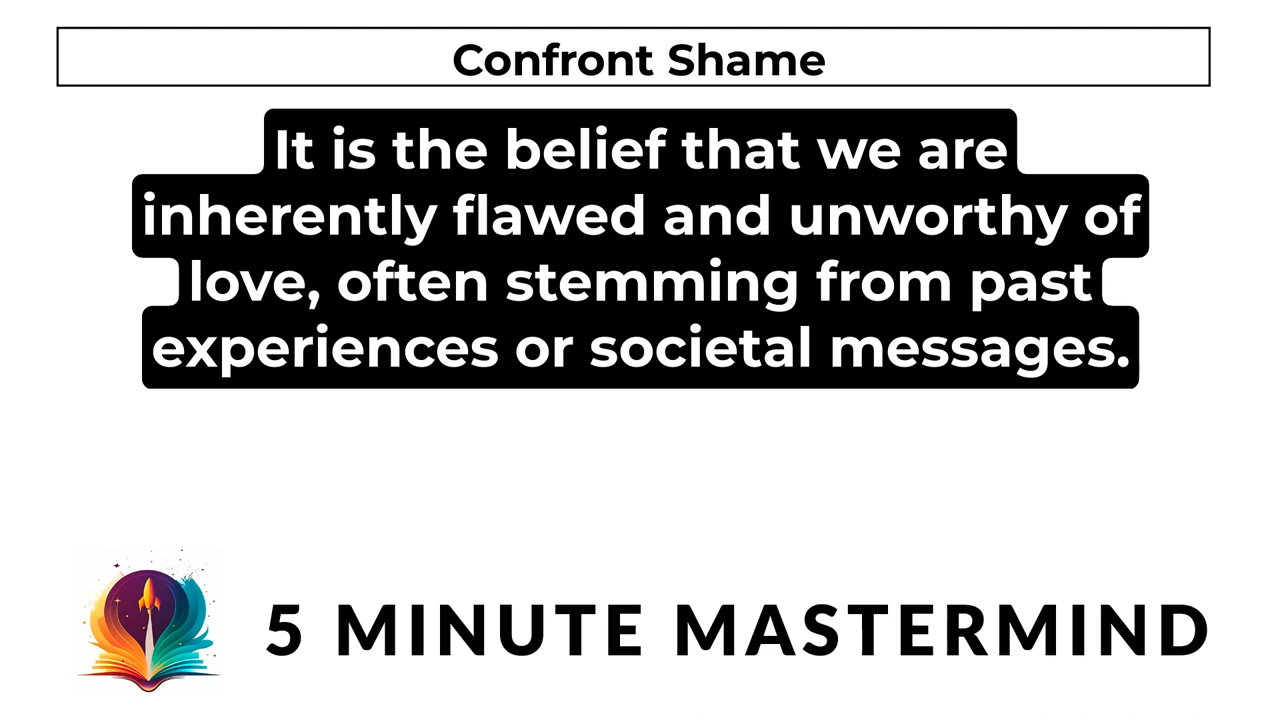 Confront Shame
It is the belief that we are
inherently flawed and unworthy of
love, often stemming from past
experiences or societal messages.
5 MINUTE MASTERMIND